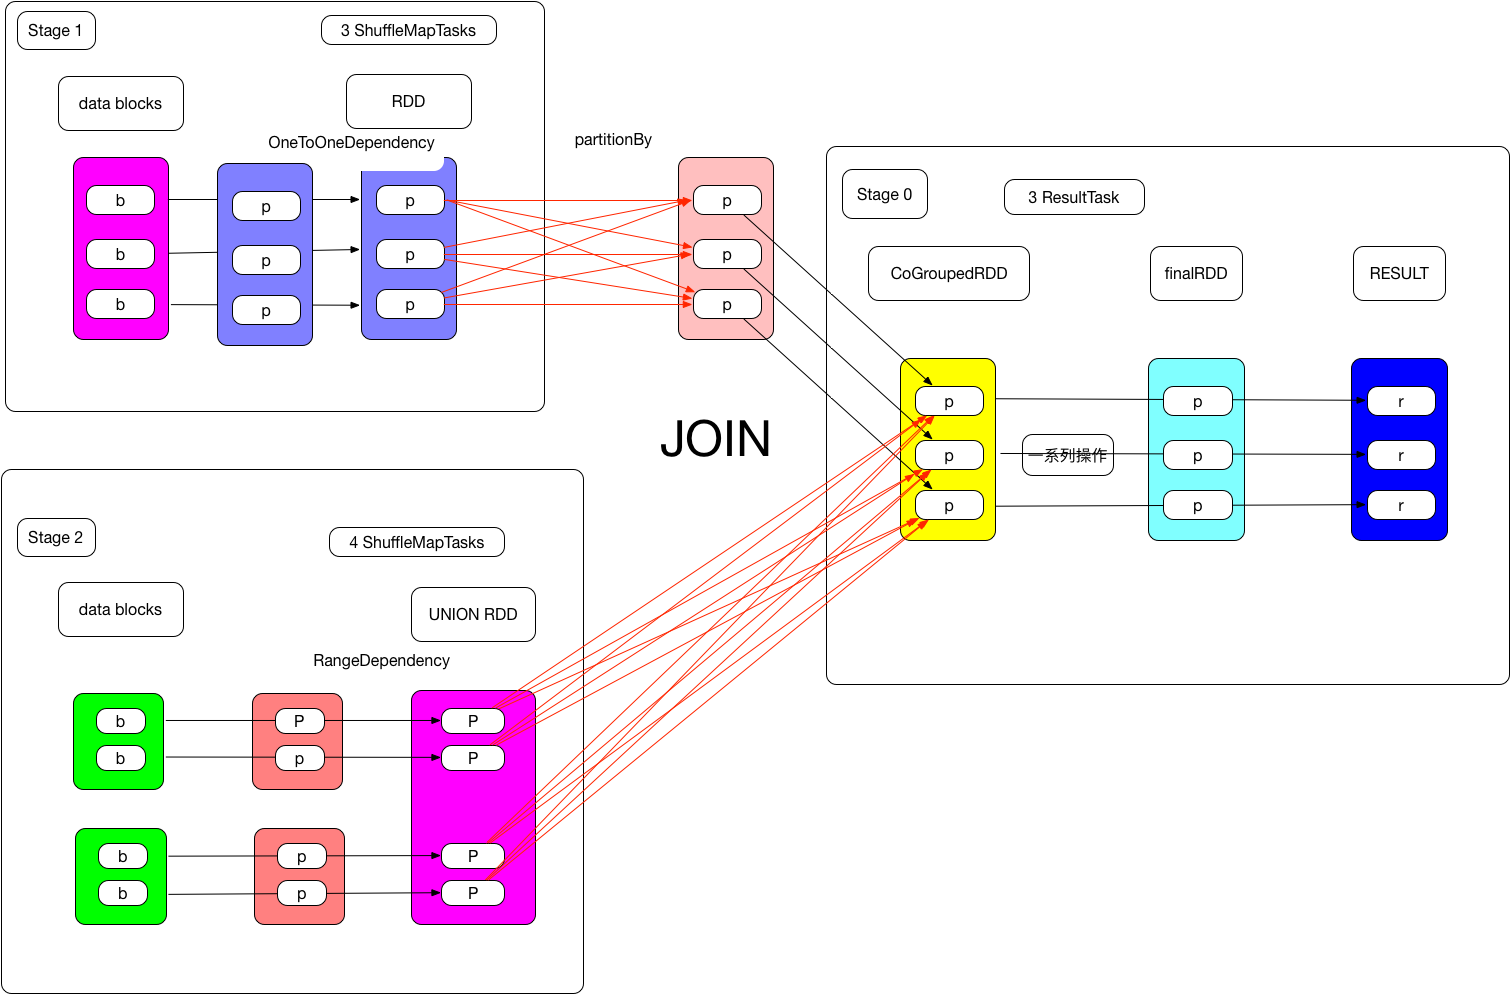 Stage 1
3 ShuffleMapTasks
data blocks
RDD
OneToOneDependency
partitionBy
b
p
p
p
b
p
p
p
b
p
p
p
Stage 0
3 ResultTask
CoGroupedRDD
finalRDD
RESULT
p
p
r
p
一系列操作
p
r
p
p
r
JOIN
Stage 2
4 ShuffleMapTasks
data blocks
UNION RDD
RangeDependency
b
P
P
b
p
P
b
p
P
b
p
P